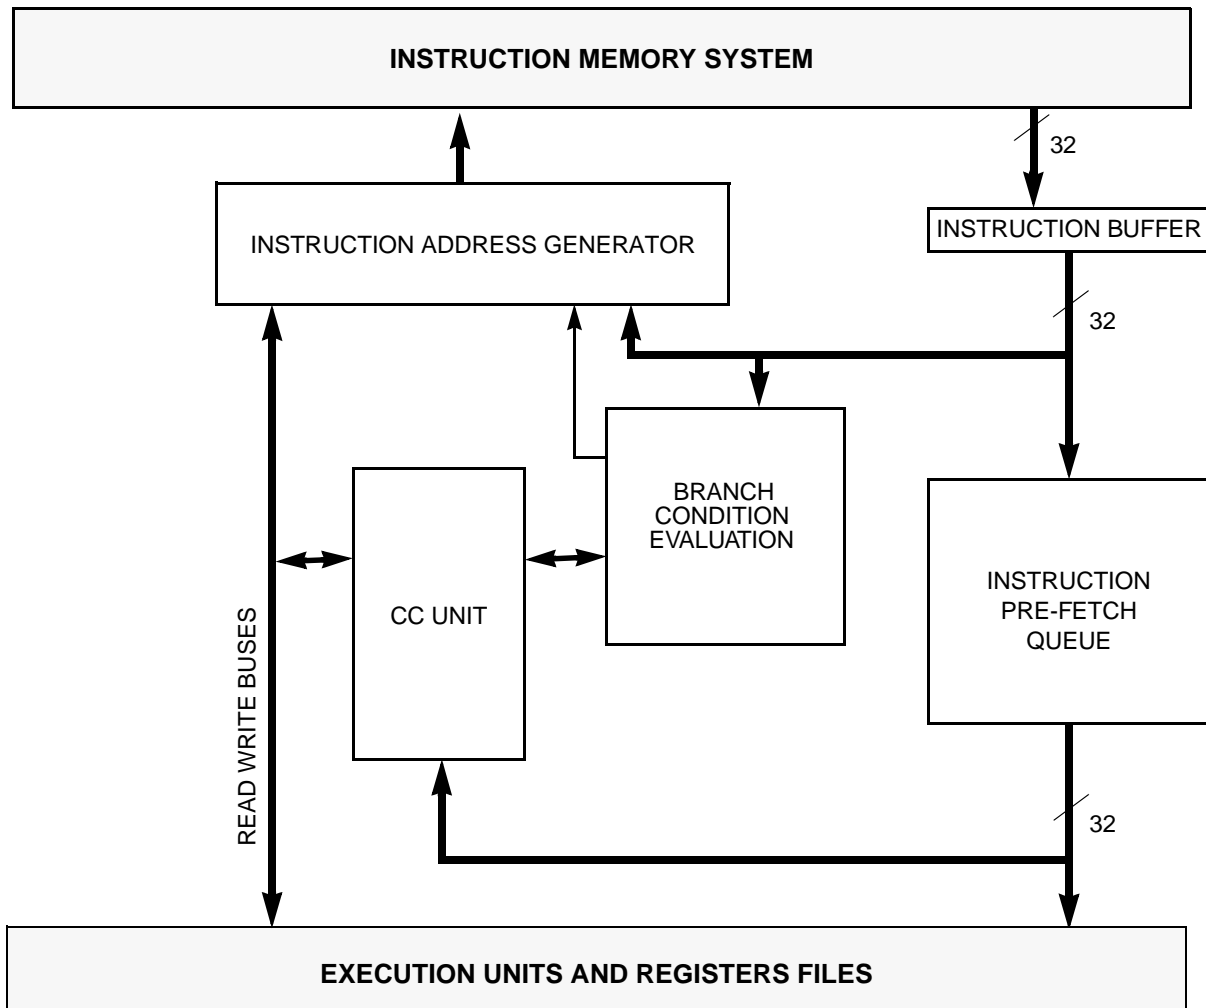 INSTRUCTION MEMORY SYSTEM
32
INSTRUCTION ADDRESS GENERATOR
INSTRUCTION BUFFER
32
BRANCH
CONDITION
EVALUATION
CC UNIT
INSTRUCTION
PRE-FETCH
QUEUE
READ WRITE BUSES
32
EXECUTION UNITS AND REGISTERS FILES